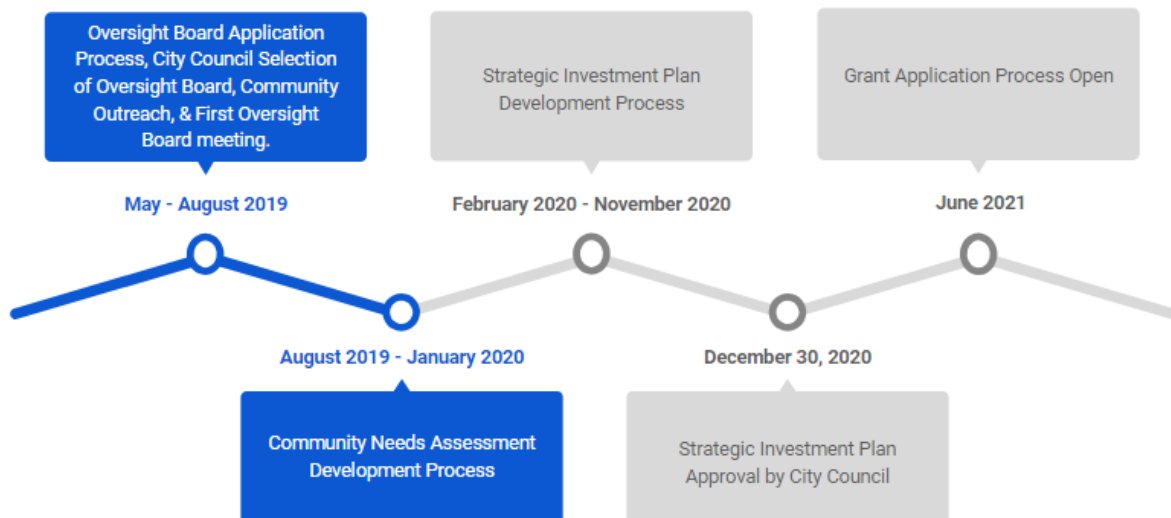 Oversight Board Application
Process, City Council Selection
of Oversight Board, Community
Outreach, & First Oversight
Board meeting.
May - August 2019
Strategic Investment Plan
Development Process
February 2020 - November 2020
Grant Application Process Open
June 2021
August 2019 - January 2020
Community Needs Assessment
Development Process
December 30, 2020
Strategic Investment Plan
Approval by City Council